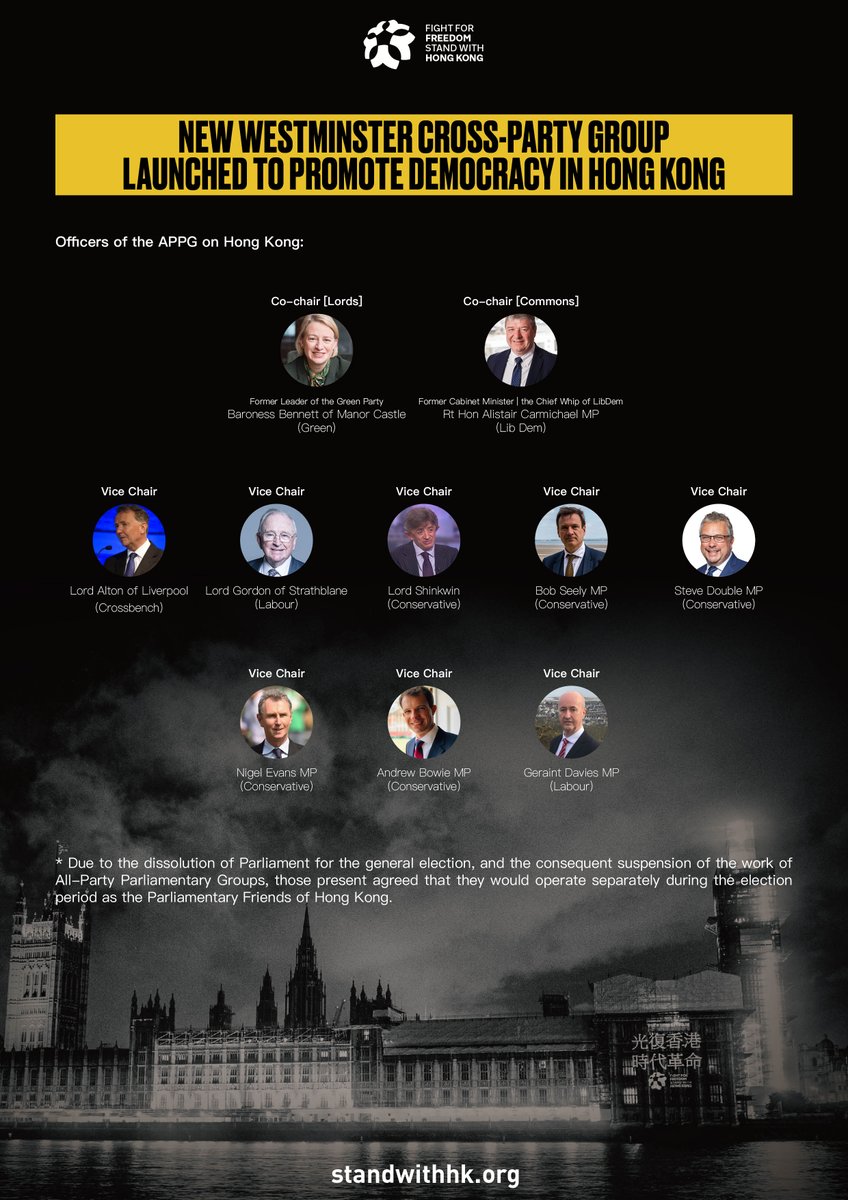 FIGHT FOR
FREEDOM
STAND WITH
HONG KONG
NEW WESTMINSTER CROSS-PARTY GROUP
LAUNCHED TO PROMOTE DEMOCRACY IN HONG KONG
Officers of the APPG on Hong Kong:
Co-chair [Lords]
Former Leader of the Green Party
Baroness Bennett of Manor Castle
(Green)
Co-chair [Commons]
Former Cabinet Minister | the Chief Whip of LibDem
Rt Hon Alistair Carmichael MP
(Lib Dem)
Vice Chair
Lord Alton of Liverpool
(Crossbench)
Vice Chair
Lord Gordon of Strathblane
(Labour)
Vice Chair
Lord Shinkwin
(Conservative)
Vice Chair
Bob Seely MP
(Conservative)
Vice Chair
Steve Double MP
(Conservative)
Vice Chair
Nigel Evans MP
(Conservative)
Vice Chair
Andrew Bowie MP
(Conservative)
Vice Chair
Geraint Davies MP
(Labour)
* Due to the dissolution of Parliament for the general election, and the consequent suspension of the work of
All-Party Parliamentary Groups, those present agreed that they would operate separately during the election
period as the Parliamentary Friends of Hong Kong.
光復香港
時代革命
FIGHT FOR
FREEDOM
STAND WITH
HONG KONG
standwithhk.org